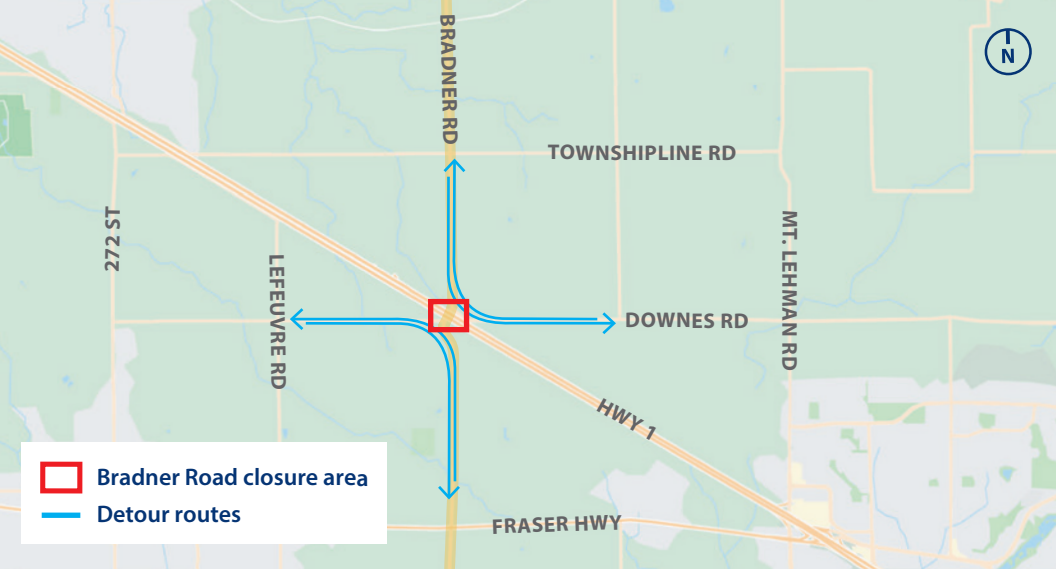 BRADNER RD
N
TOWNSHIPLINE RD
272 ST
MT. LEHMAN RD
LEFEUVRE RD
DOWNES RD
HWY 1
Bradner Road closure area
Detour routes
FRASER HWY